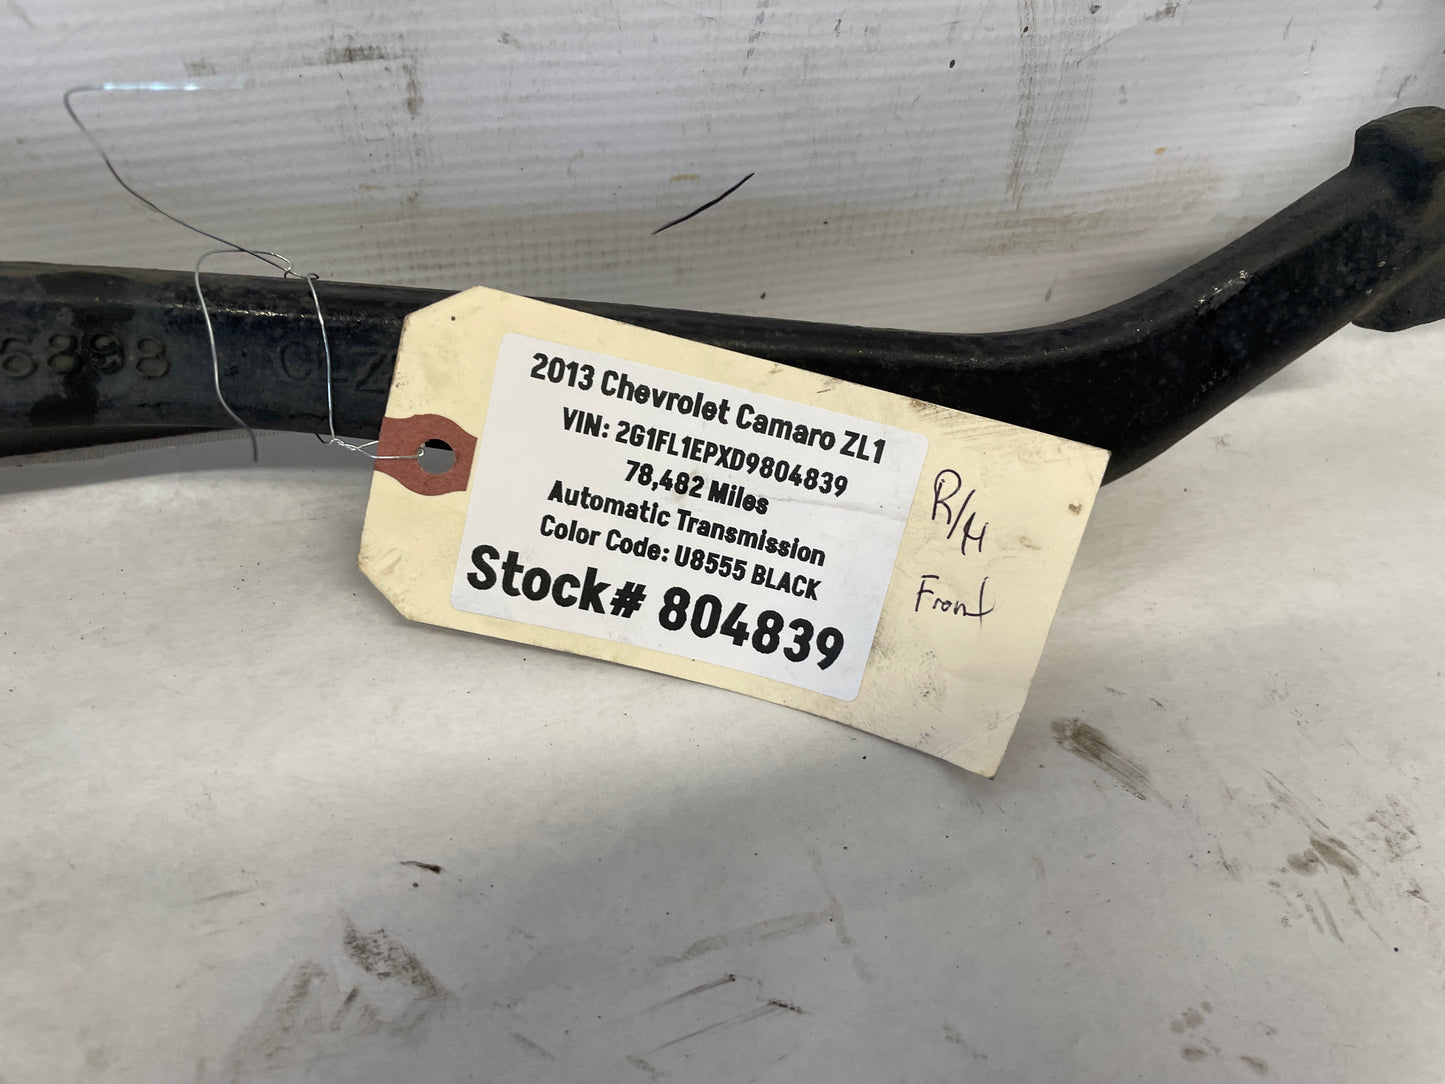 6898 CLZ
2013 Chevrolet Camaro ZL1
VIN: 2G1FL1EPXD9804839
78,482 Miles
Automatic Transmission
Color Code: U8555 BLACK
Stock# 804839
R/H
Front